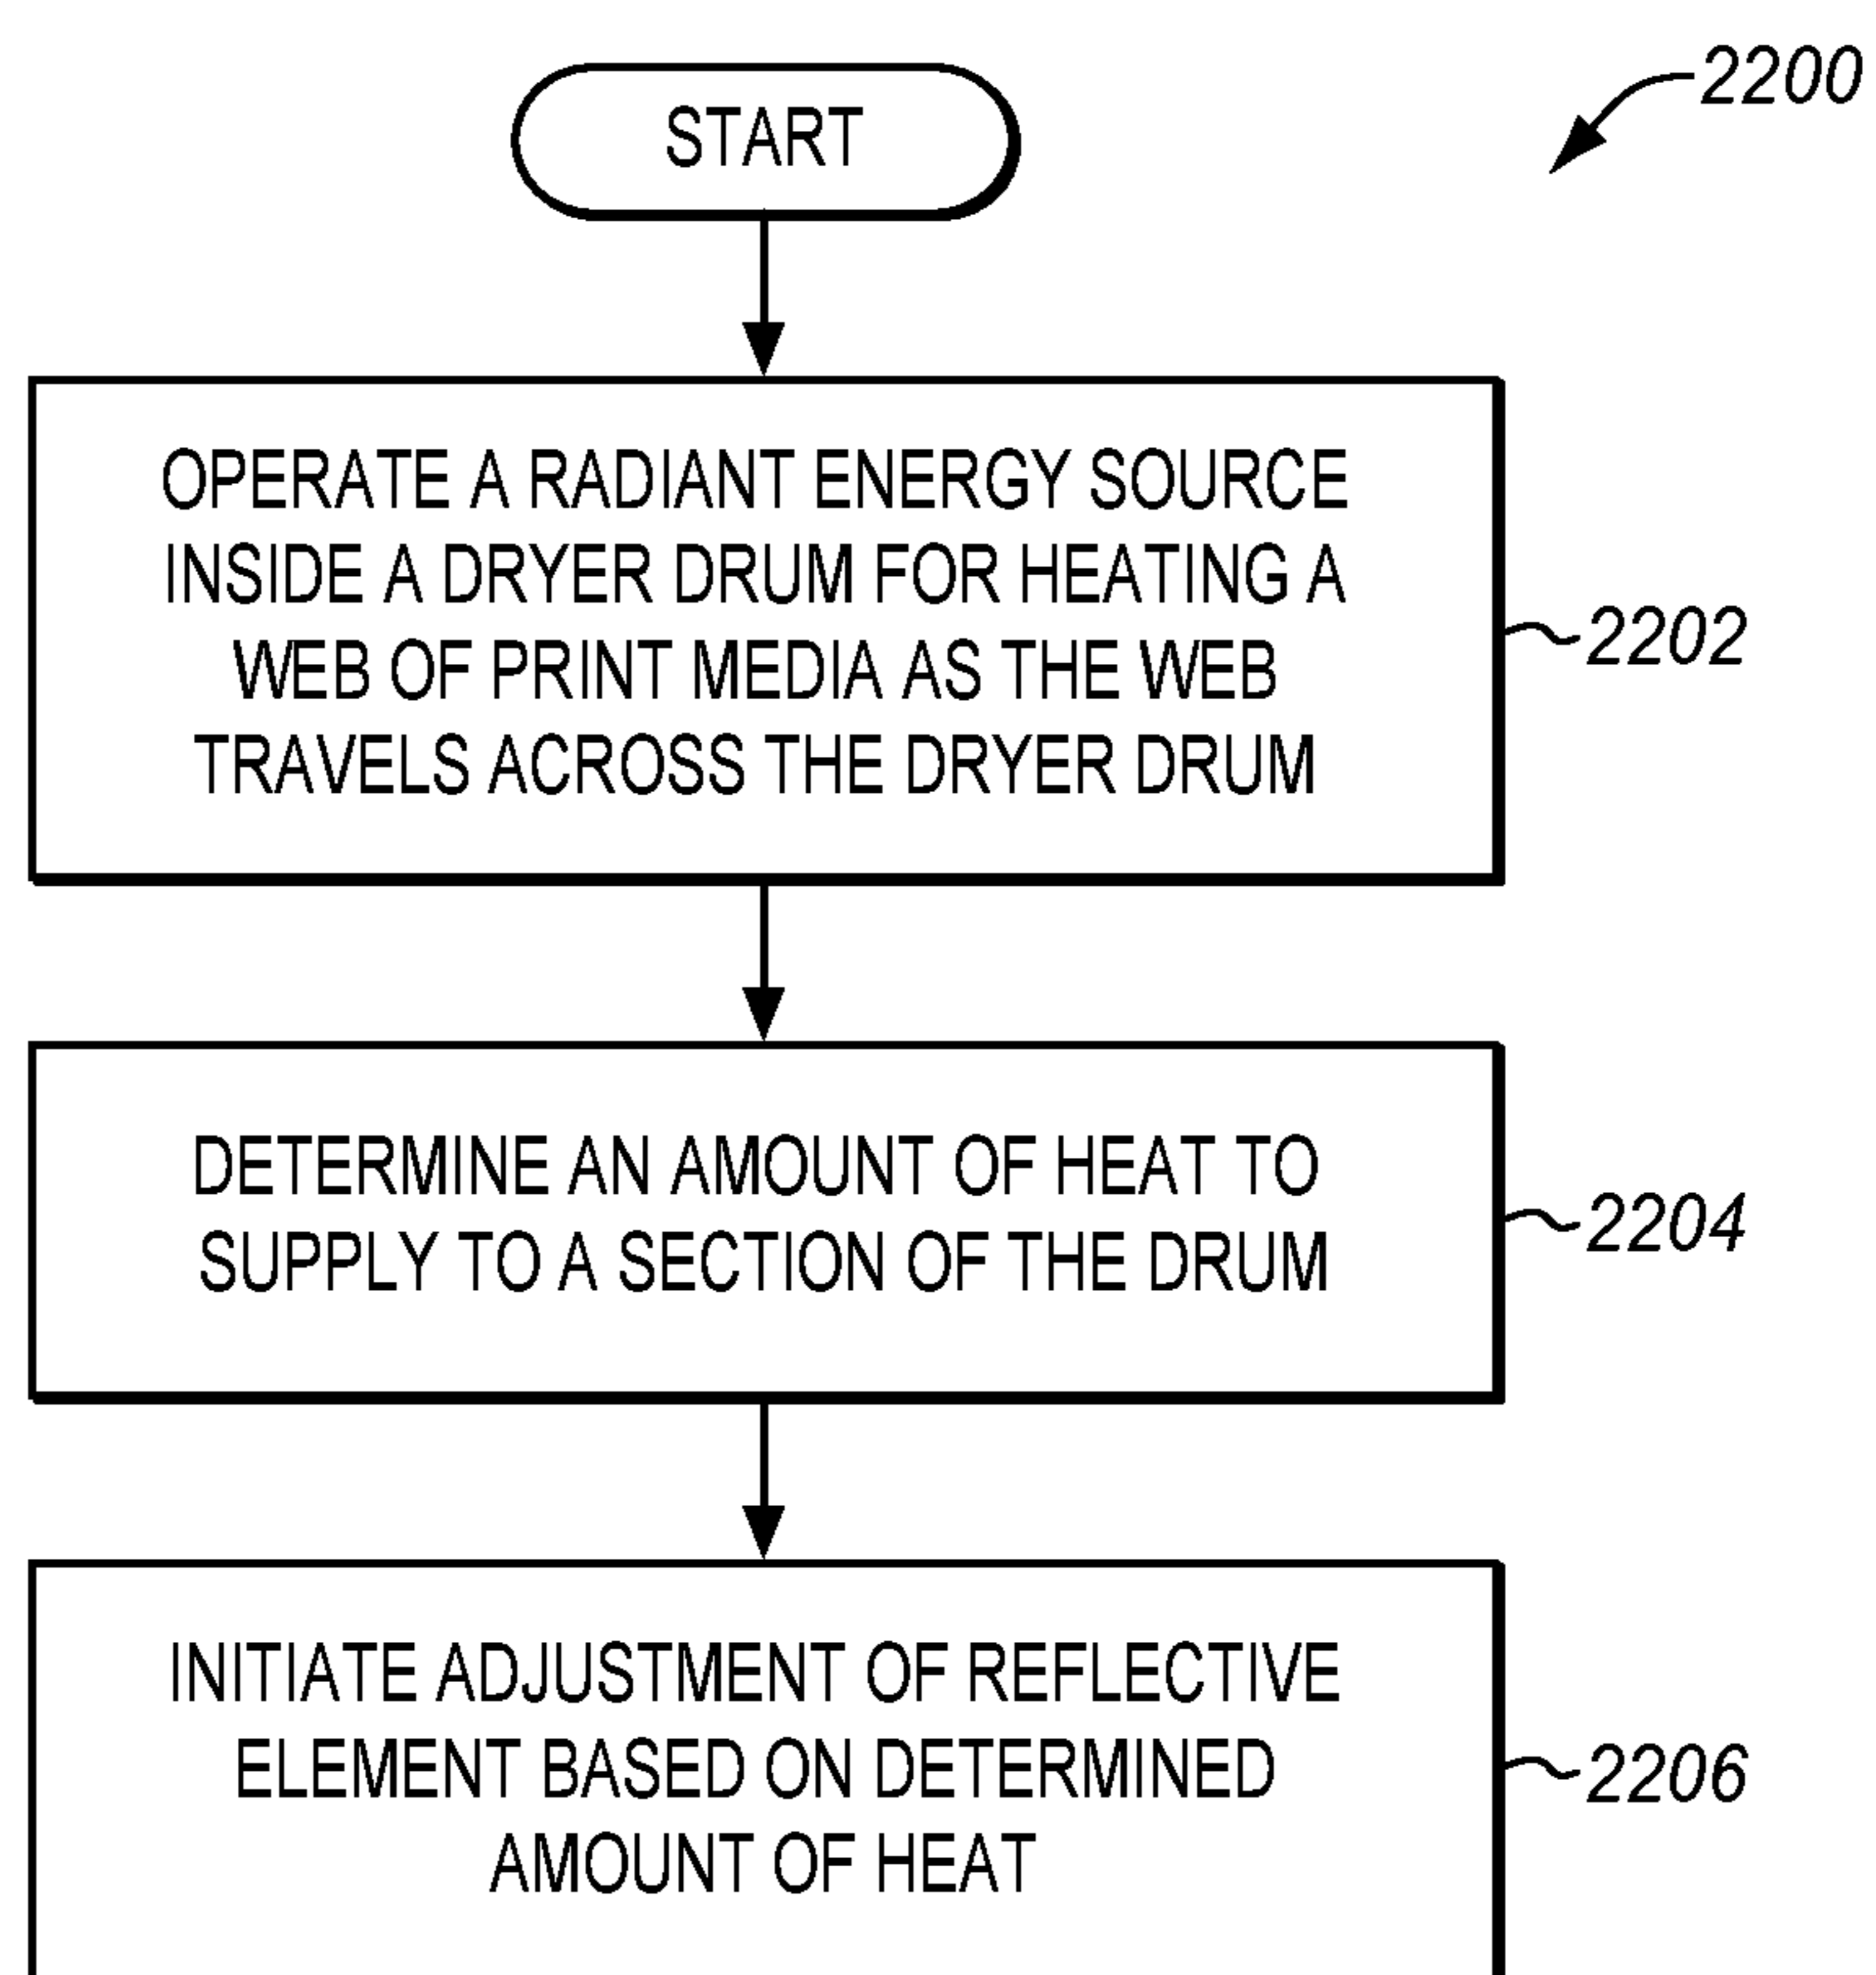 START
2200
OPERATE A RADIANT ENERGY SOURCE
INSIDE A DRYER DRUM FOR HEATING A
WEB OF PRINT MEDIA AS THE WEB
TRAVELS ACROSS THE DRYER DRUM
2202
DETERMINE AN AMOUNT OF HEAT TO
SUPPLY TO A SECTION OF THE DRUM
2204
INITIATE ADJUSTMENT OF REFLECTIVE
ELEMENT BASED ON DETERMINED
AMOUNT OF HEAT
2206